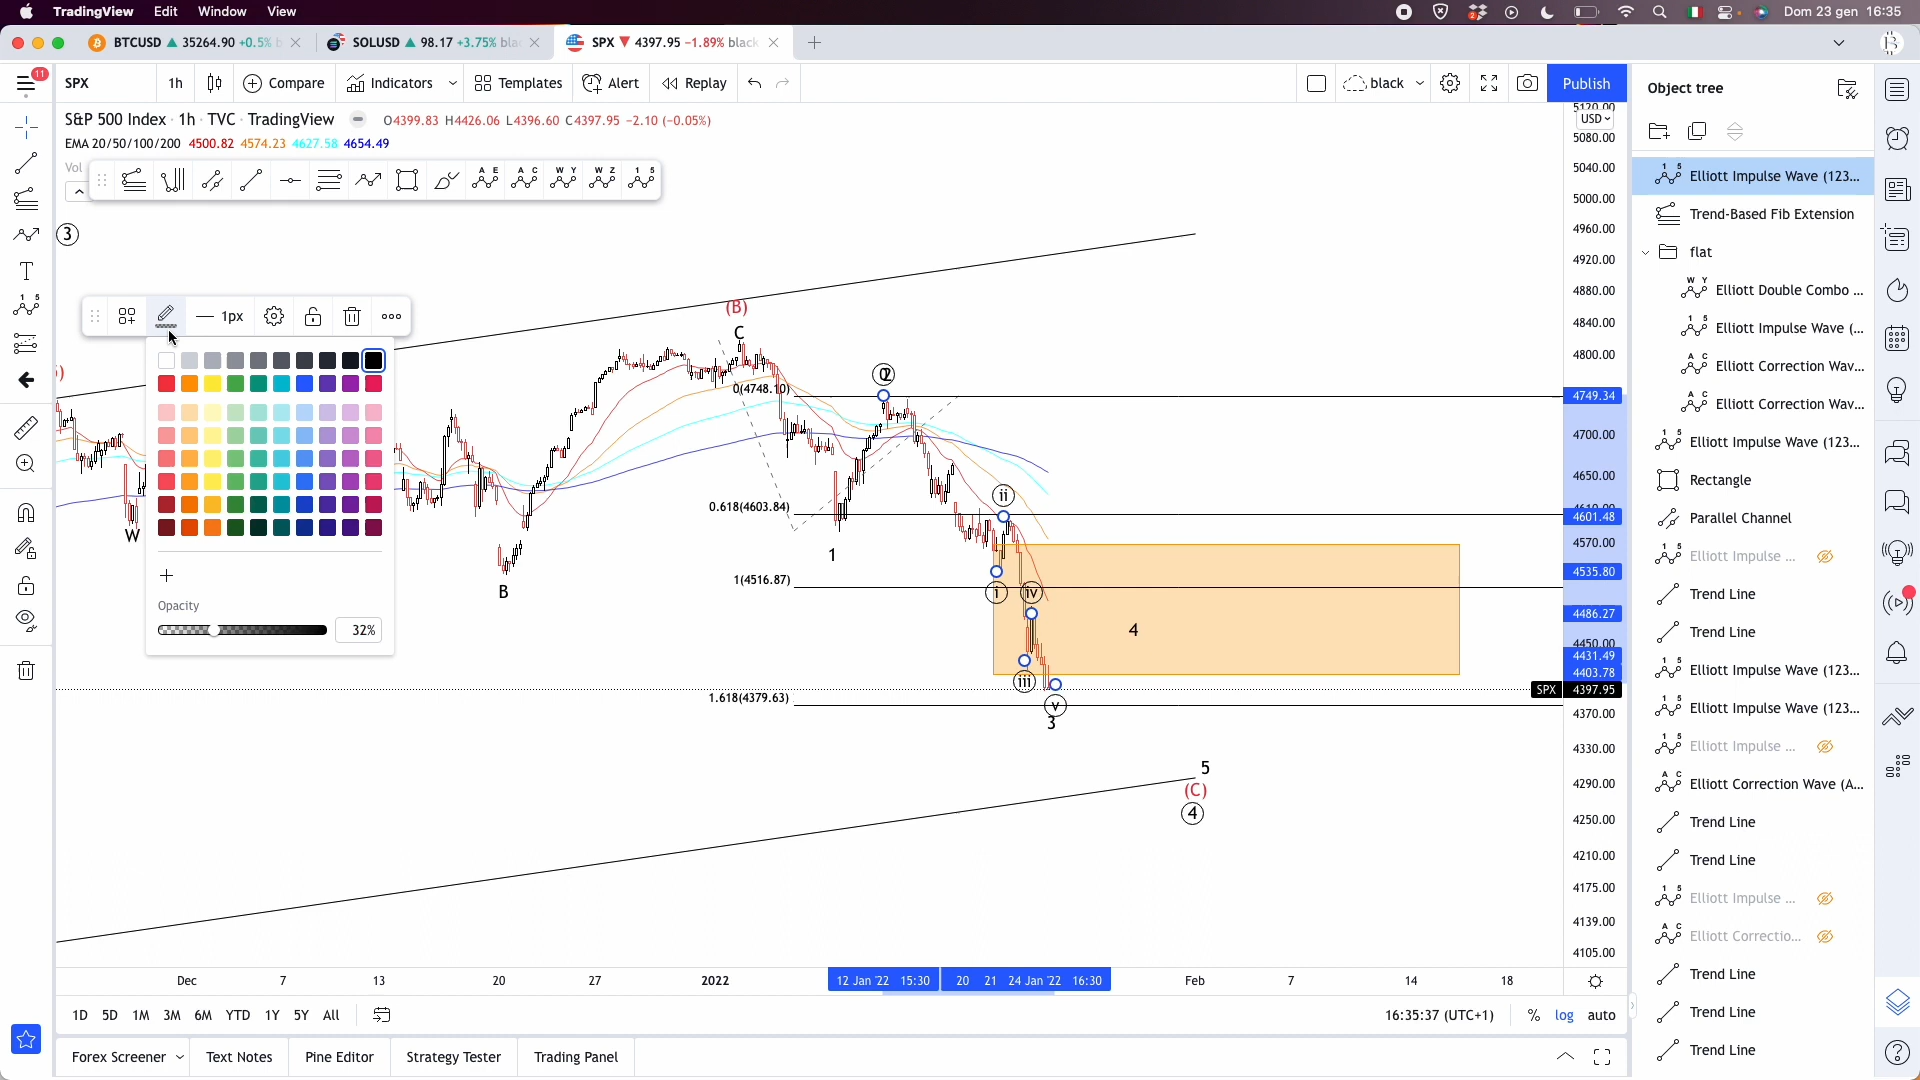 TradingView Edit Window View
2 Dom 23 gen 16:35
BTCUSD ▲ 35264.90 +0.5% SOLUSD ▲ 98.17 +3.75% bla SPX ▼ 4397.95 −1.89% black
11 SPX 1h Compare Indicators Templates Alert Replay black Publish
Object tree
S&P 500 Index · 1h · TVC · TradingView O4399.83 H4426.06 L4396.60 C4397.95 −2.10 (−0.05%)
EMA 20/50/100/200 4500.82 4574.23 4627.58 4654.49
Vol
A E A C W Y W Z 1 5
3
1px
(B)
C
W
B
1
0(4748.10)
0.618(4603.84)
1(4516.87)
1.618(4379.63)
ii
i
iv
iii
v
3
4
5
(C)
4
Opacity
32%
5120.00
USD
5080.00
5040.00
5000.00
4960.00
4920.00
4880.00
4840.00
4800.00
4749.34
4700.00
4650.00
4601.48
4570.00
4535.80
4486.27
4450.00
4431.49
4403.78
SPX 4397.95
4370.00
4330.00
4290.00
4250.00
4210.00
4175.00
4139.00
4105.00
Dec 7 13 20 27 2022 12 Jan '22 15:30 20 21 24 Jan '22 16:30 Feb 7 14 18
1D 5D 1M 3M 6M YTD 1Y 5Y All 16:35:37 (UTC+1) % log auto
Forex Screener Text Notes Pine Editor Strategy Tester Trading Panel
Elliott Impulse Wave (123...
Trend-Based Fib Extension
flat
Elliott Double Combo ...
Elliott Impulse Wave (...
Elliott Correction Wav...
Elliott Correction Wav...
Elliott Impulse Wave (123...
Rectangle
Parallel Channel
Elliott Impulse ...
Trend Line
Trend Line
Elliott Impulse Wave (123...
Elliott Impulse Wave (123...
Elliott Impulse ...
Elliott Correction Wave (A...
Trend Line
Trend Line
Elliott Impulse ...
Elliott Correctio...
Trend Line
Trend Line
Trend Line